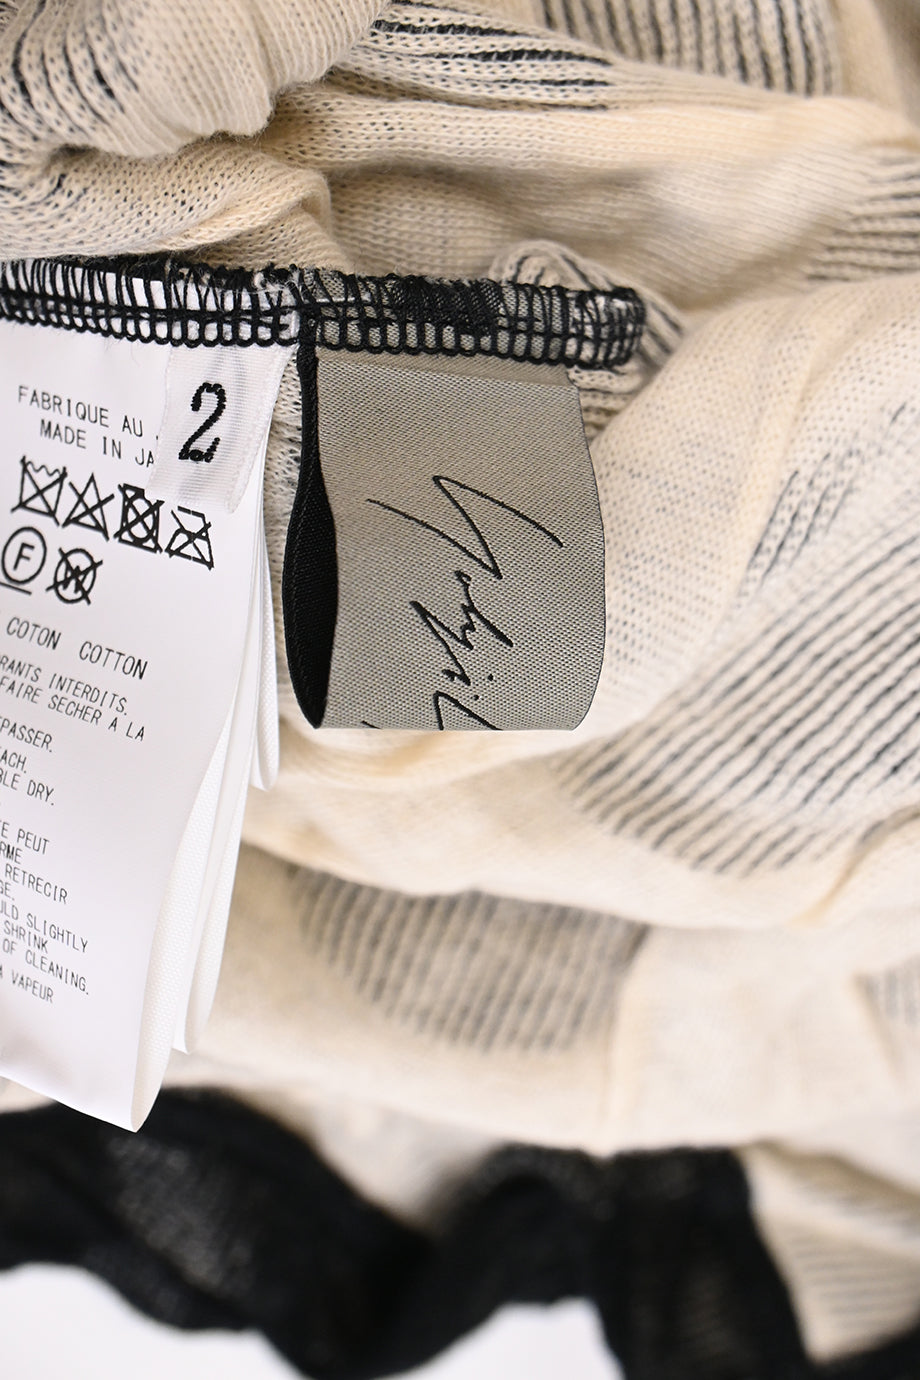 FABRIQUE AU
MADE IN JA
2
F
COTON COTTON
RANTS INTERDITS,
FAIRE SECHER A LA
PASSER.
ACH.
BLE DRY.
E PEUT
RME
RETRECIR
GE.
ULD SLIGHTLY
SHRINK
OF CLEANING.
A VAPEUR
Yohji